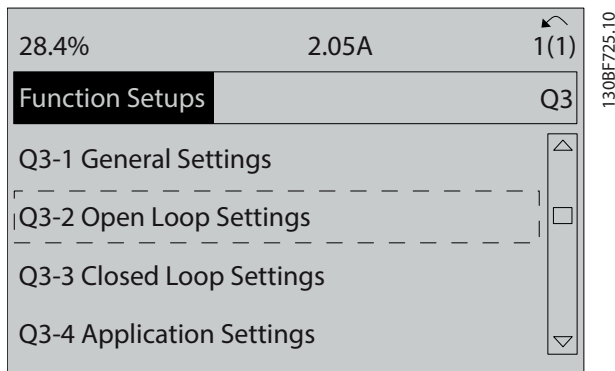 28.4% 2.05A 1(1)
Function Setups Q3
Q3-1 General Settings
Q3-2 Open Loop Settings
Q3-3 Closed Loop Settings
Q3-4 Application Settings
130BF725.10